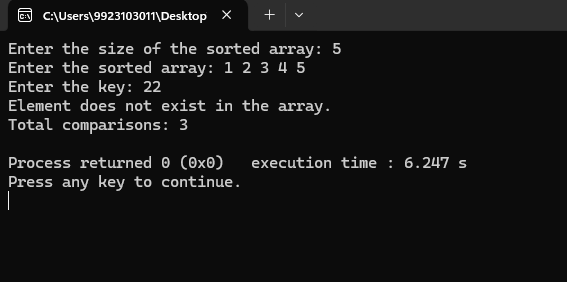 C:\Users\9923103011\Desktop
Enter the size of the sorted array: 5
Enter the sorted array: 1 2 3 4 5
Enter the key: 22
Element does not exist in the array.
Total comparisons: 3
Process returned 0 (0x0)   execution time : 6.247 s
Press any key to continue.